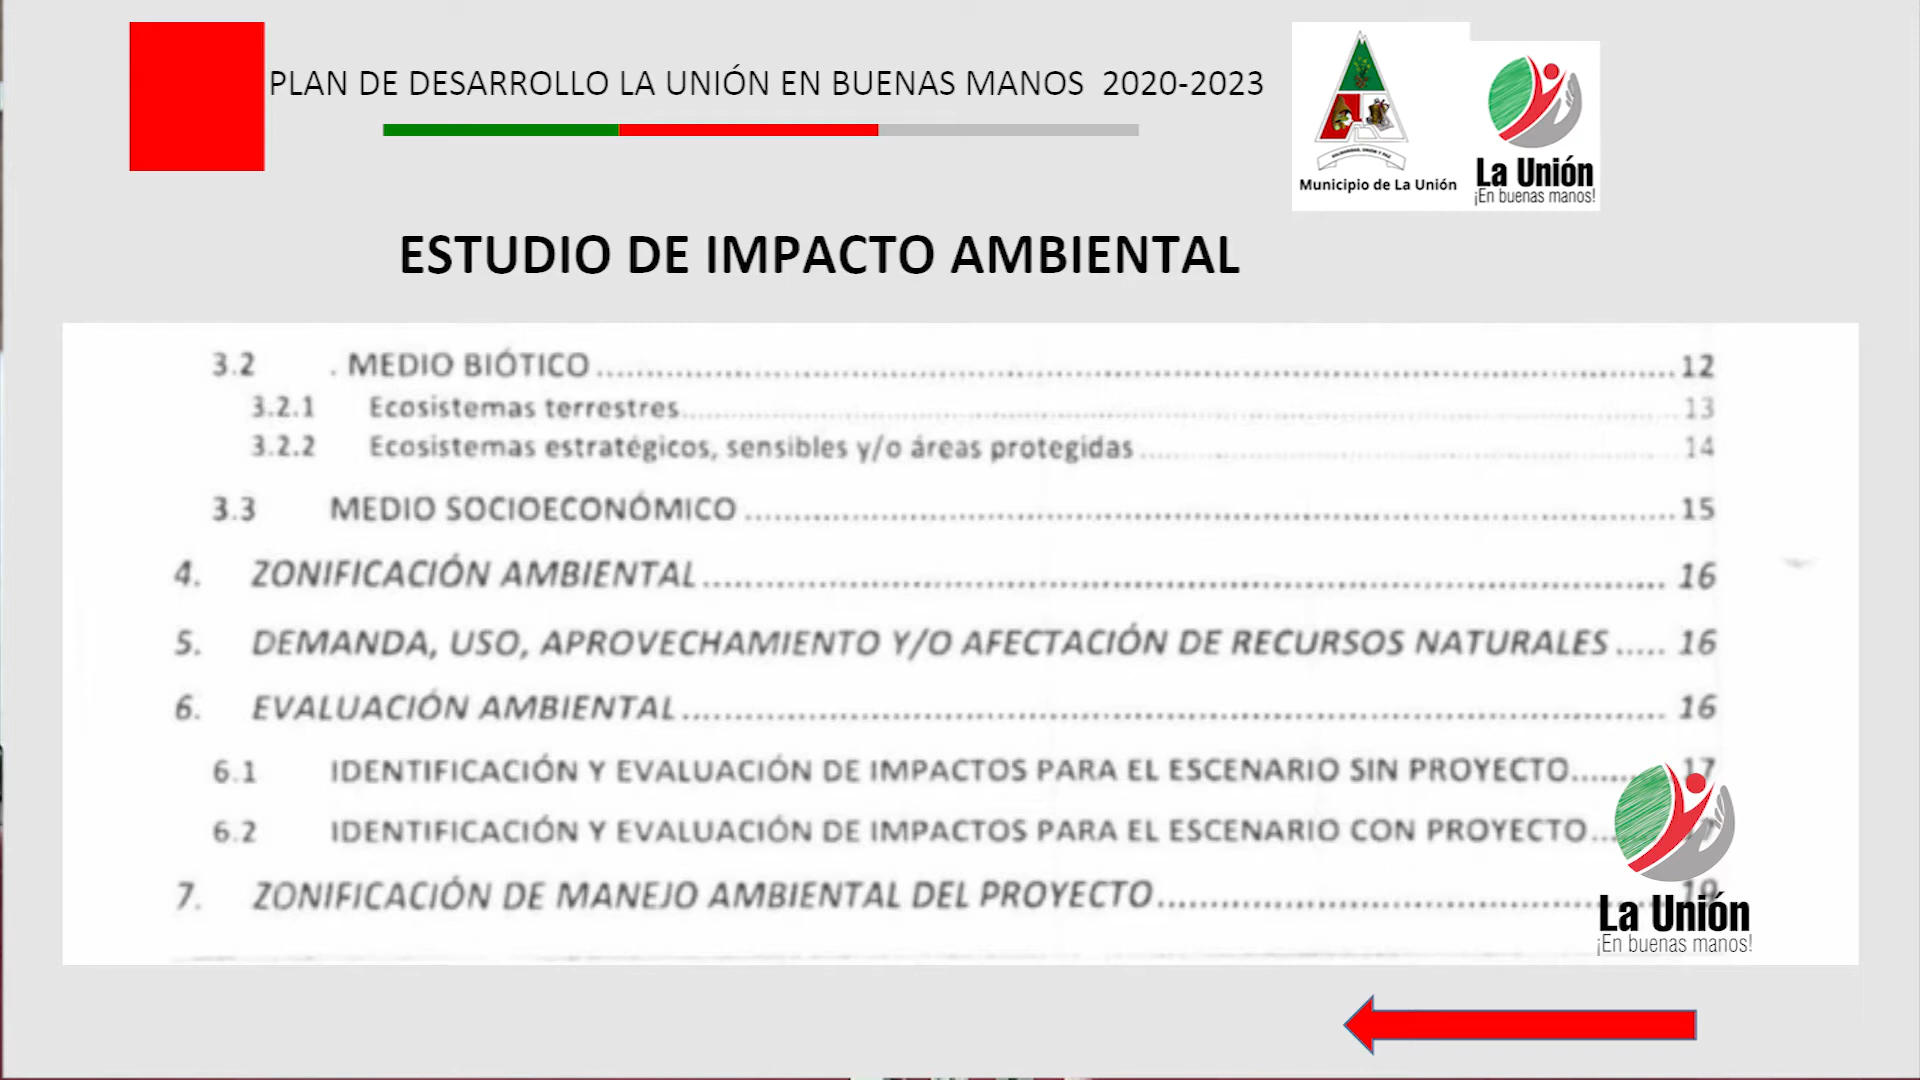 PLAN DE DESARROLLO LA UNIÓN EN BUENAS MANOS 2020-2023
Municipio de La Unión
La Unión
¡En buenas manos!
ESTUDIO DE IMPACTO AMBIENTAL
3.2 . MEDIO BIÓTICO 12
3.2.1 Ecosistemas terrestres 13
3.2.2 Ecosistemas estratégicos, sensibles y/o áreas protegidas 14
3.3 MEDIO SOCIOECONÓMICO 15
4. ZONIFICACIÓN AMBIENTAL 16
5. DEMANDA, USO, APROVECHAMIENTO Y/O AFECTACIÓN DE RECURSOS NATURALES 16
6. EVALUACIÓN AMBIENTAL 16
6.1 IDENTIFICACIÓN Y EVALUACIÓN DE IMPACTOS PARA EL ESCENARIO SIN PROYECTO 17
6.2 IDENTIFICACIÓN Y EVALUACIÓN DE IMPACTOS PARA EL ESCENARIO CON PROYECTO
7. ZONIFICACIÓN DE MANEJO AMBIENTAL DEL PROYECTO 19
La Unión
¡En buenas manos!